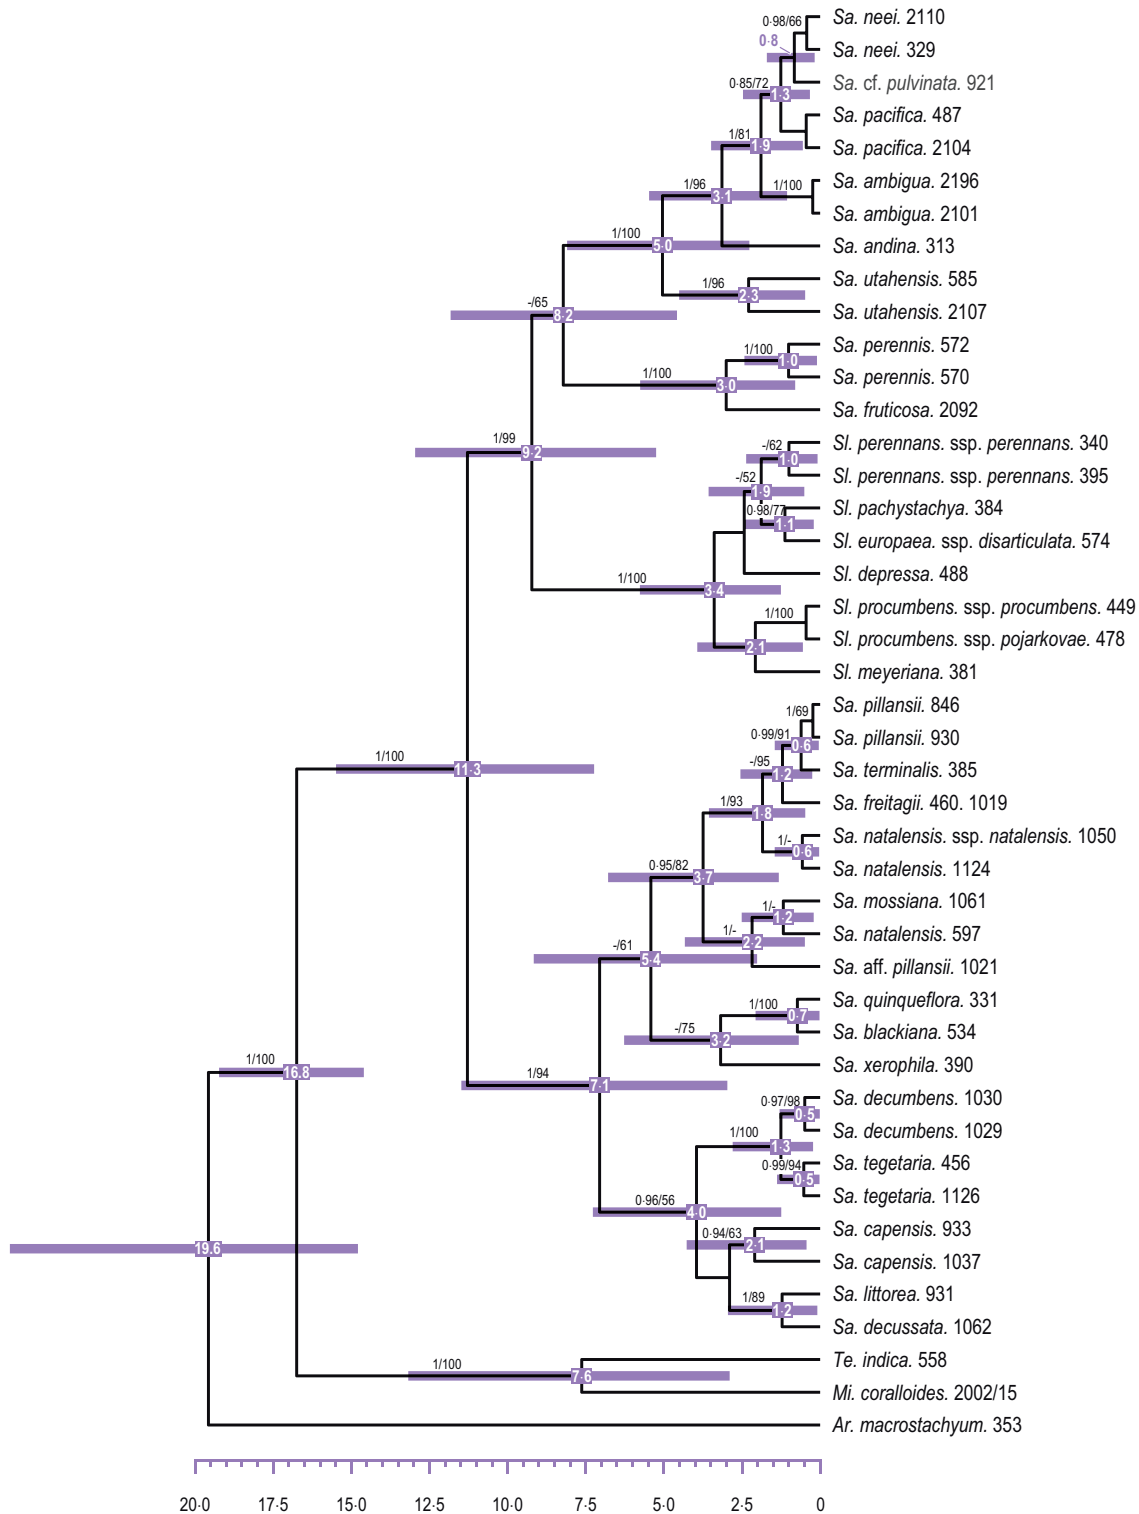 0·98/66
Sa. neei. 2110
0·8
Sa. neei. 329
0·85/72
Sa. cf. pulvinata. 921
1·3
Sa. pacifica. 487
1/81
1·9
Sa. pacifica. 2104
1/96
1/100
Sa. ambigua. 2196
3·1
Sa. ambigua. 2101
1/100
5·0
Sa. andina. 313
1/96
Sa. utahensis. 585
2·3
-/65
8·2
Sa. utahensis. 2107
1/100
Sa. perennis. 572
1·0
1/100
Sa. perennis. 570
3·0
Sa. fruticosa. 2092
1/99
9·2
-/62
Sl. perennans. ssp. perennans. 340
1·0
-/52
Sl. perennans. ssp. perennans. 395
1·9
0·98/77
Sl. pachystachya. 384
1·1
Sl. europaea. ssp. disarticulata. 574
1/100
Sl. depressa. 488
3·4
1/100
Sl. procumbens. ssp. procumbens. 449
2·1
Sl. procumbens. ssp. pojarkovae. 478
Sl. meyeriana. 381
1/69
Sa. pillansii. 846
0·99/91
Sa. pillansii. 930
0·6
1/100
11·3
-/95
1·2
Sa. terminalis. 385
1/93
Sa. freitagii. 460. 1019
1·8
1/-
Sa. natalensis. ssp. natalensis. 1050
0·6
0·95/82
3·7
Sa. natalensis. 1124
1/-
Sa. mossiana. 1061
1·2
1/-
Sa. natalensis. 597
2·2
-/61
5·4
Sa. aff. pillansii. 1021
1/100
Sa. quinqueflora. 331
0·7
-/75
Sa. blackiana. 534
3·2
Sa. xerophila. 390
1/100
16.8
1/94
7·1
0·97/98
Sa. decumbens. 1030
0·5
1/100
Sa. decumbens. 1029
1·3
0·99/94
Sa. tegetaria. 456
0·5
Sa. tegetaria. 1126
0·96/56
4·0
0·94/63
Sa. capensis. 933
19.6
2·1
Sa. capensis. 1037
1/89
Sa. littorea. 931
1·2
Sa. decussata. 1062
1/100
Te. indica. 558
7·6
Mi. coralloides. 2002/15
Ar. macrostachyum. 353
20·0 17·5 15·0 12·5 10·0 7·5 5·0 2·5 0